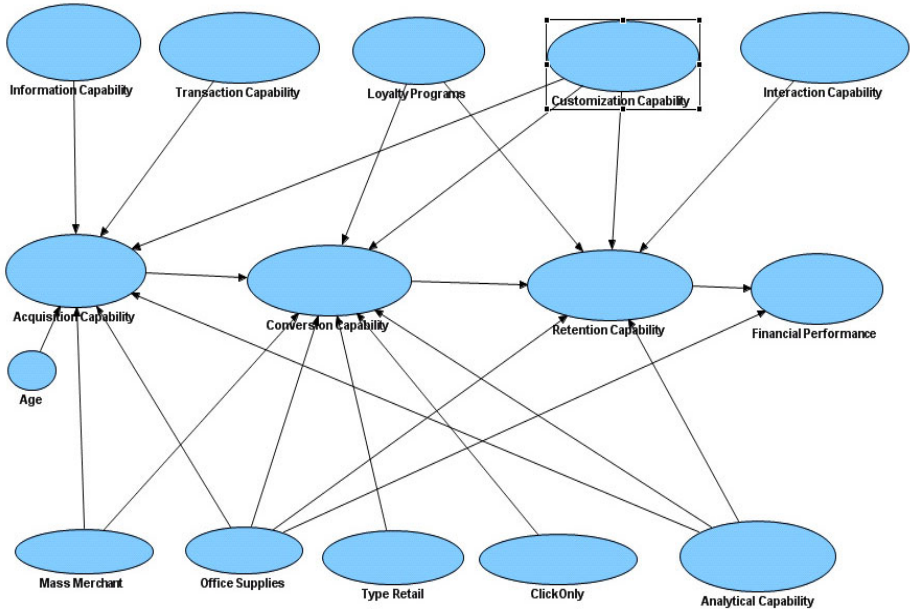 Information Capability
Transaction Capability
Loyalty Programs
Customization Capability
Interaction Capability
Acquisition Capability
Conversion Capability
Retention Capability
Financial Performance
Age
Mass Merchant
Office Supplies
Type Retail
ClickOnly
Analytical Capability